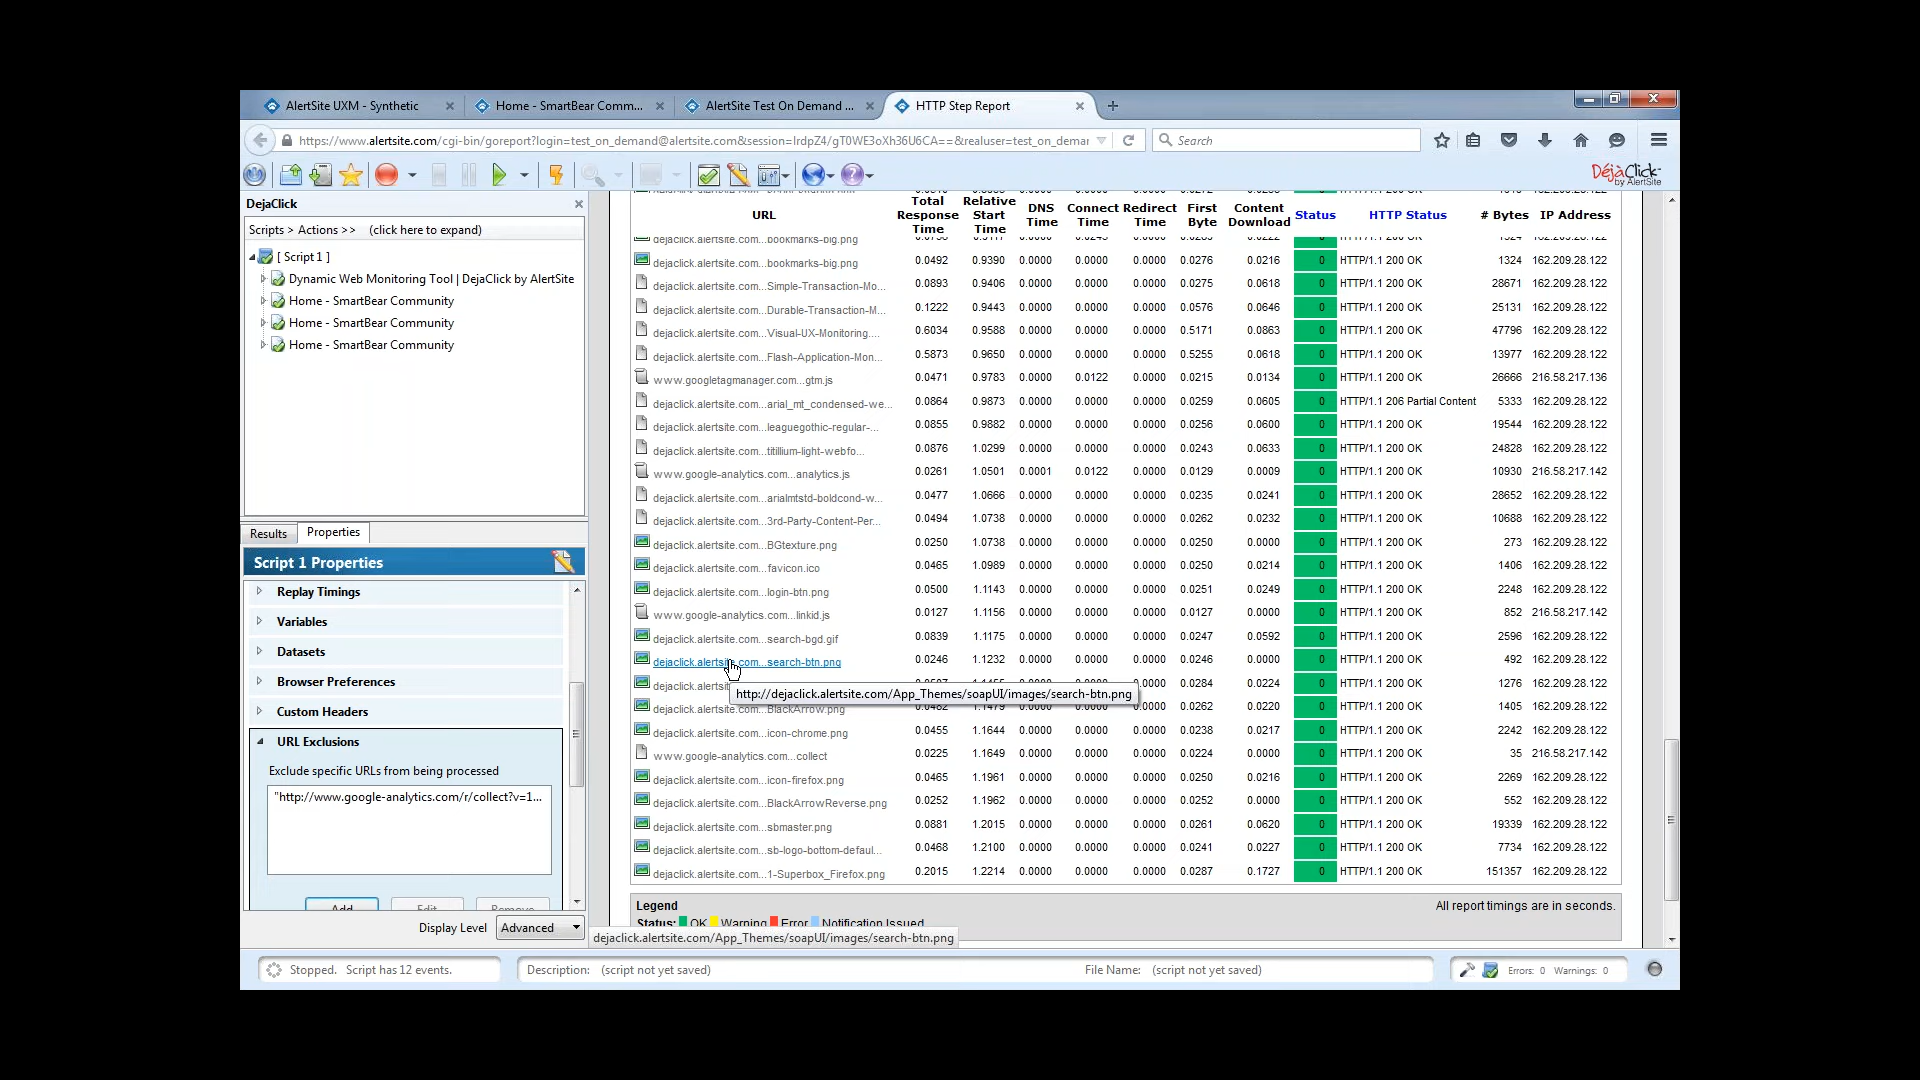 AlertSite UXM - Synthetic
Home - SmartBear Comm...
AlertSite Test On Demand ...
HTTP Step Report
https://www.alertsite.com/cgi-bin/goreport?login=test_on_demand@alertsite.com&session=IrdpZ4/gT0WE3oXh36U6CA==&realuser=test_on_demar
Search
DejaClick
DéjaClick
by AlertSite
Scripts > Actions >> (click here to expand)
[ Script 1 ]
Dynamic Web Monitoring Tool | DejaClick by AlertSite
Home - SmartBear Community
Home - SmartBear Community
Home - SmartBear Community
Results
Properties
Script 1 Properties
Replay Timings
Variables
Datasets
Browser Preferences
Custom Headers
URL Exclusions
Exclude specific URLs from being processed
"http://www.google-analytics.com/r/collect?v=1...
Add
Edit
Remove
Display Level Advanced
URL Total Response Time Relative Start Time DNS Time Connect Time Redirect Time First Byte Content Download Status HTTP Status # Bytes IP Address
dejaclick.alertsite.com...bookmarks-big.png
dejaclick.alertsite.com...bookmarks-big.png 0.0492 0.9390 0.0000 0.0000 0.0000 0.0276 0.0216 0 HTTP/1.1 200 OK 1324 162.209.28.122
dejaclick.alertsite.com...Simple-Transaction-Mo... 0.0893 0.9406 0.0000 0.0000 0.0000 0.0275 0.0618 0 HTTP/1.1 200 OK 28671 162.209.28.122
dejaclick.alertsite.com...Durable-Transaction-M... 0.1222 0.9443 0.0000 0.0000 0.0000 0.0576 0.0646 0 HTTP/1.1 200 OK 25131 162.209.28.122
dejaclick.alertsite.com...Visual-UX-Monitoring.... 0.6034 0.9588 0.0000 0.0000 0.0000 0.5171 0.0863 0 HTTP/1.1 200 OK 47796 162.209.28.122
dejaclick.alertsite.com...Flash-Application-Mon... 0.5873 0.9650 0.0000 0.0000 0.0000 0.5255 0.0618 0 HTTP/1.1 200 OK 13977 162.209.28.122
www.googletagmanager.com...gtm.js 0.0471 0.9783 0.0000 0.0122 0.0000 0.0215 0.0134 0 HTTP/1.1 200 OK 26666 216.58.217.136
dejaclick.alertsite.com...arial_mt_condensed-we... 0.0864 0.9873 0.0000 0.0000 0.0000 0.0259 0.0605 0 HTTP/1.1 206 Partial Content 5333 162.209.28.122
dejaclick.alertsite.com...leaguegothic-regular-... 0.0855 0.9882 0.0000 0.0000 0.0000 0.0256 0.0600 0 HTTP/1.1 200 OK 19544 162.209.28.122
dejaclick.alertsite.com...titillium-light-webfo... 0.0876 1.0299 0.0000 0.0000 0.0000 0.0243 0.0633 0 HTTP/1.1 200 OK 24828 162.209.28.122
www.google-analytics.com...analytics.js 0.0261 1.0501 0.0001 0.0122 0.0000 0.0129 0.0009 0 HTTP/1.1 200 OK 10930 216.58.217.142
dejaclick.alertsite.com...arialmtstd-boldcond-w... 0.0477 1.0666 0.0000 0.0000 0.0000 0.0235 0.0241 0 HTTP/1.1 200 OK 28652 162.209.28.122
dejaclick.alertsite.com...3rd-Party-Content-Per... 0.0494 1.0738 0.0000 0.0000 0.0000 0.0262 0.0232 0 HTTP/1.1 200 OK 10688 162.209.28.122
dejaclick.alertsite.com...BGtexture.png 0.0250 1.0738 0.0000 0.0000 0.0000 0.0250 0.0000 0 HTTP/1.1 200 OK 273 162.209.28.122
dejaclick.alertsite.com...favicon.ico 0.0465 1.0989 0.0000 0.0000 0.0000 0.0250 0.0214 0 HTTP/1.1 200 OK 1406 162.209.28.122
dejaclick.alertsite.com...login-btn.png 0.0500 1.1143 0.0000 0.0000 0.0000 0.0251 0.0249 0 HTTP/1.1 200 OK 2248 162.209.28.122
www.google-analytics.com...linkid.js 0.0127 1.1156 0.0000 0.0000 0.0000 0.0127 0.0000 0 HTTP/1.1 200 OK 852 216.58.217.142
dejaclick.alertsite.com...search-bgd.gif 0.0839 1.1175 0.0000 0.0000 0.0000 0.0247 0.0592 0 HTTP/1.1 200 OK 2596 162.209.28.122
dejaclick.alertsite.com...search-btn.png 0.0246 1.1232 0.0000 0.0000 0.0000 0.0246 0.0000 0 HTTP/1.1 200 OK 492 162.209.28.122
dejaclick.alertsit 0.0000 0.0284 0.0224 0 HTTP/1.1 200 OK 1276 162.209.28.122
http://dejaclick.alertsite.com/App_Themes/soapUI/images/search-btn.png
dejaclick.alertsite.com...BlackArrow.png 0.0482 1.1479 0.0000 0.0000 0.0000 0.0262 0.0220 0 HTTP/1.1 200 OK 1405 162.209.28.122
dejaclick.alertsite.com...icon-chrome.png 0.0455 1.1644 0.0000 0.0000 0.0000 0.0238 0.0217 0 HTTP/1.1 200 OK 2242 162.209.28.122
www.google-analytics.com...collect 0.0225 1.1649 0.0000 0.0000 0.0000 0.0224 0.0000 0 HTTP/1.1 200 OK 35 216.58.217.142
dejaclick.alertsite.com...icon-firefox.png 0.0465 1.1961 0.0000 0.0000 0.0000 0.0250 0.0216 0 HTTP/1.1 200 OK 2269 162.209.28.122
dejaclick.alertsite.com...BlackArrowReverse.png 0.0252 1.1962 0.0000 0.0000 0.0000 0.0252 0.0000 0 HTTP/1.1 200 OK 552 162.209.28.122
dejaclick.alertsite.com...sbmaster.png 0.0881 1.2015 0.0000 0.0000 0.0000 0.0261 0.0620 0 HTTP/1.1 200 OK 19339 162.209.28.122
dejaclick.alertsite.com...sb-logo-bottom-defaul... 0.0468 1.2100 0.0000 0.0000 0.0000 0.0241 0.0227 0 HTTP/1.1 200 OK 7734 162.209.28.122
dejaclick.alertsite.com...1-Superbox_Firefox.png 0.2015 1.2214 0.0000 0.0000 0.0000 0.0287 0.1727 0 HTTP/1.1 200 OK 151357 162.209.28.122
Legend All report timings are in seconds.
Status: OK Warning Error Notification Issued
dejaclick.alertsite.com/App_Themes/soapUI/images/search-btn.png
Stopped. Script has 12 events.
Description: (script not yet saved)
File Name: (script not yet saved)
Errors: 0 Warnings: 0